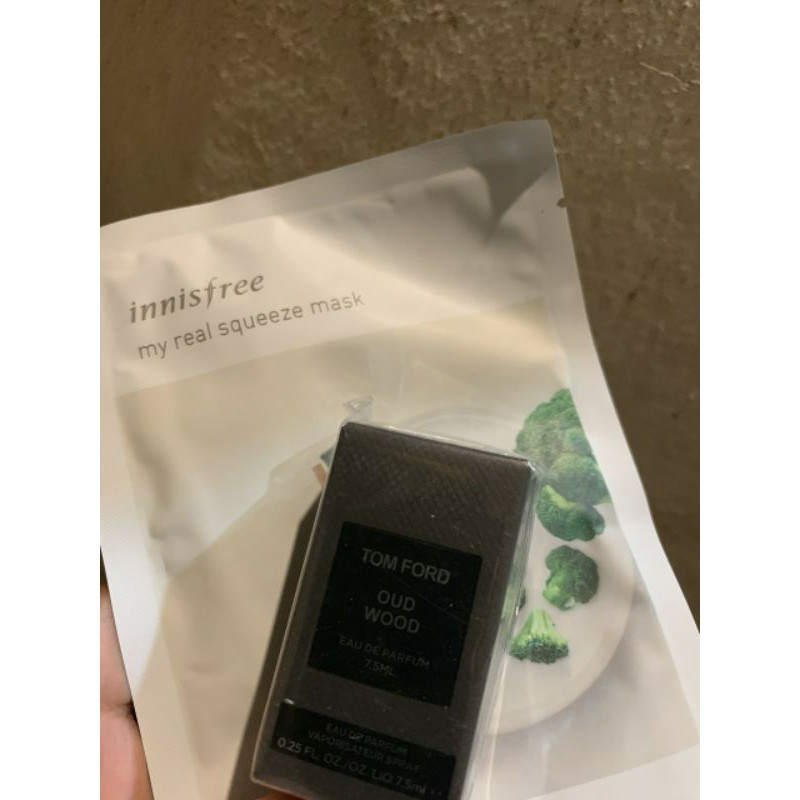 innisfree
my real squeeze mask
TOM FORD
OUD
WOOD
EAU DE PARFUM
7.5ML
EAU DE PARFUM
VAPORISATEUR SPRAY
0.25 FL. OZ./OZ. LIQ. 7.5ml e